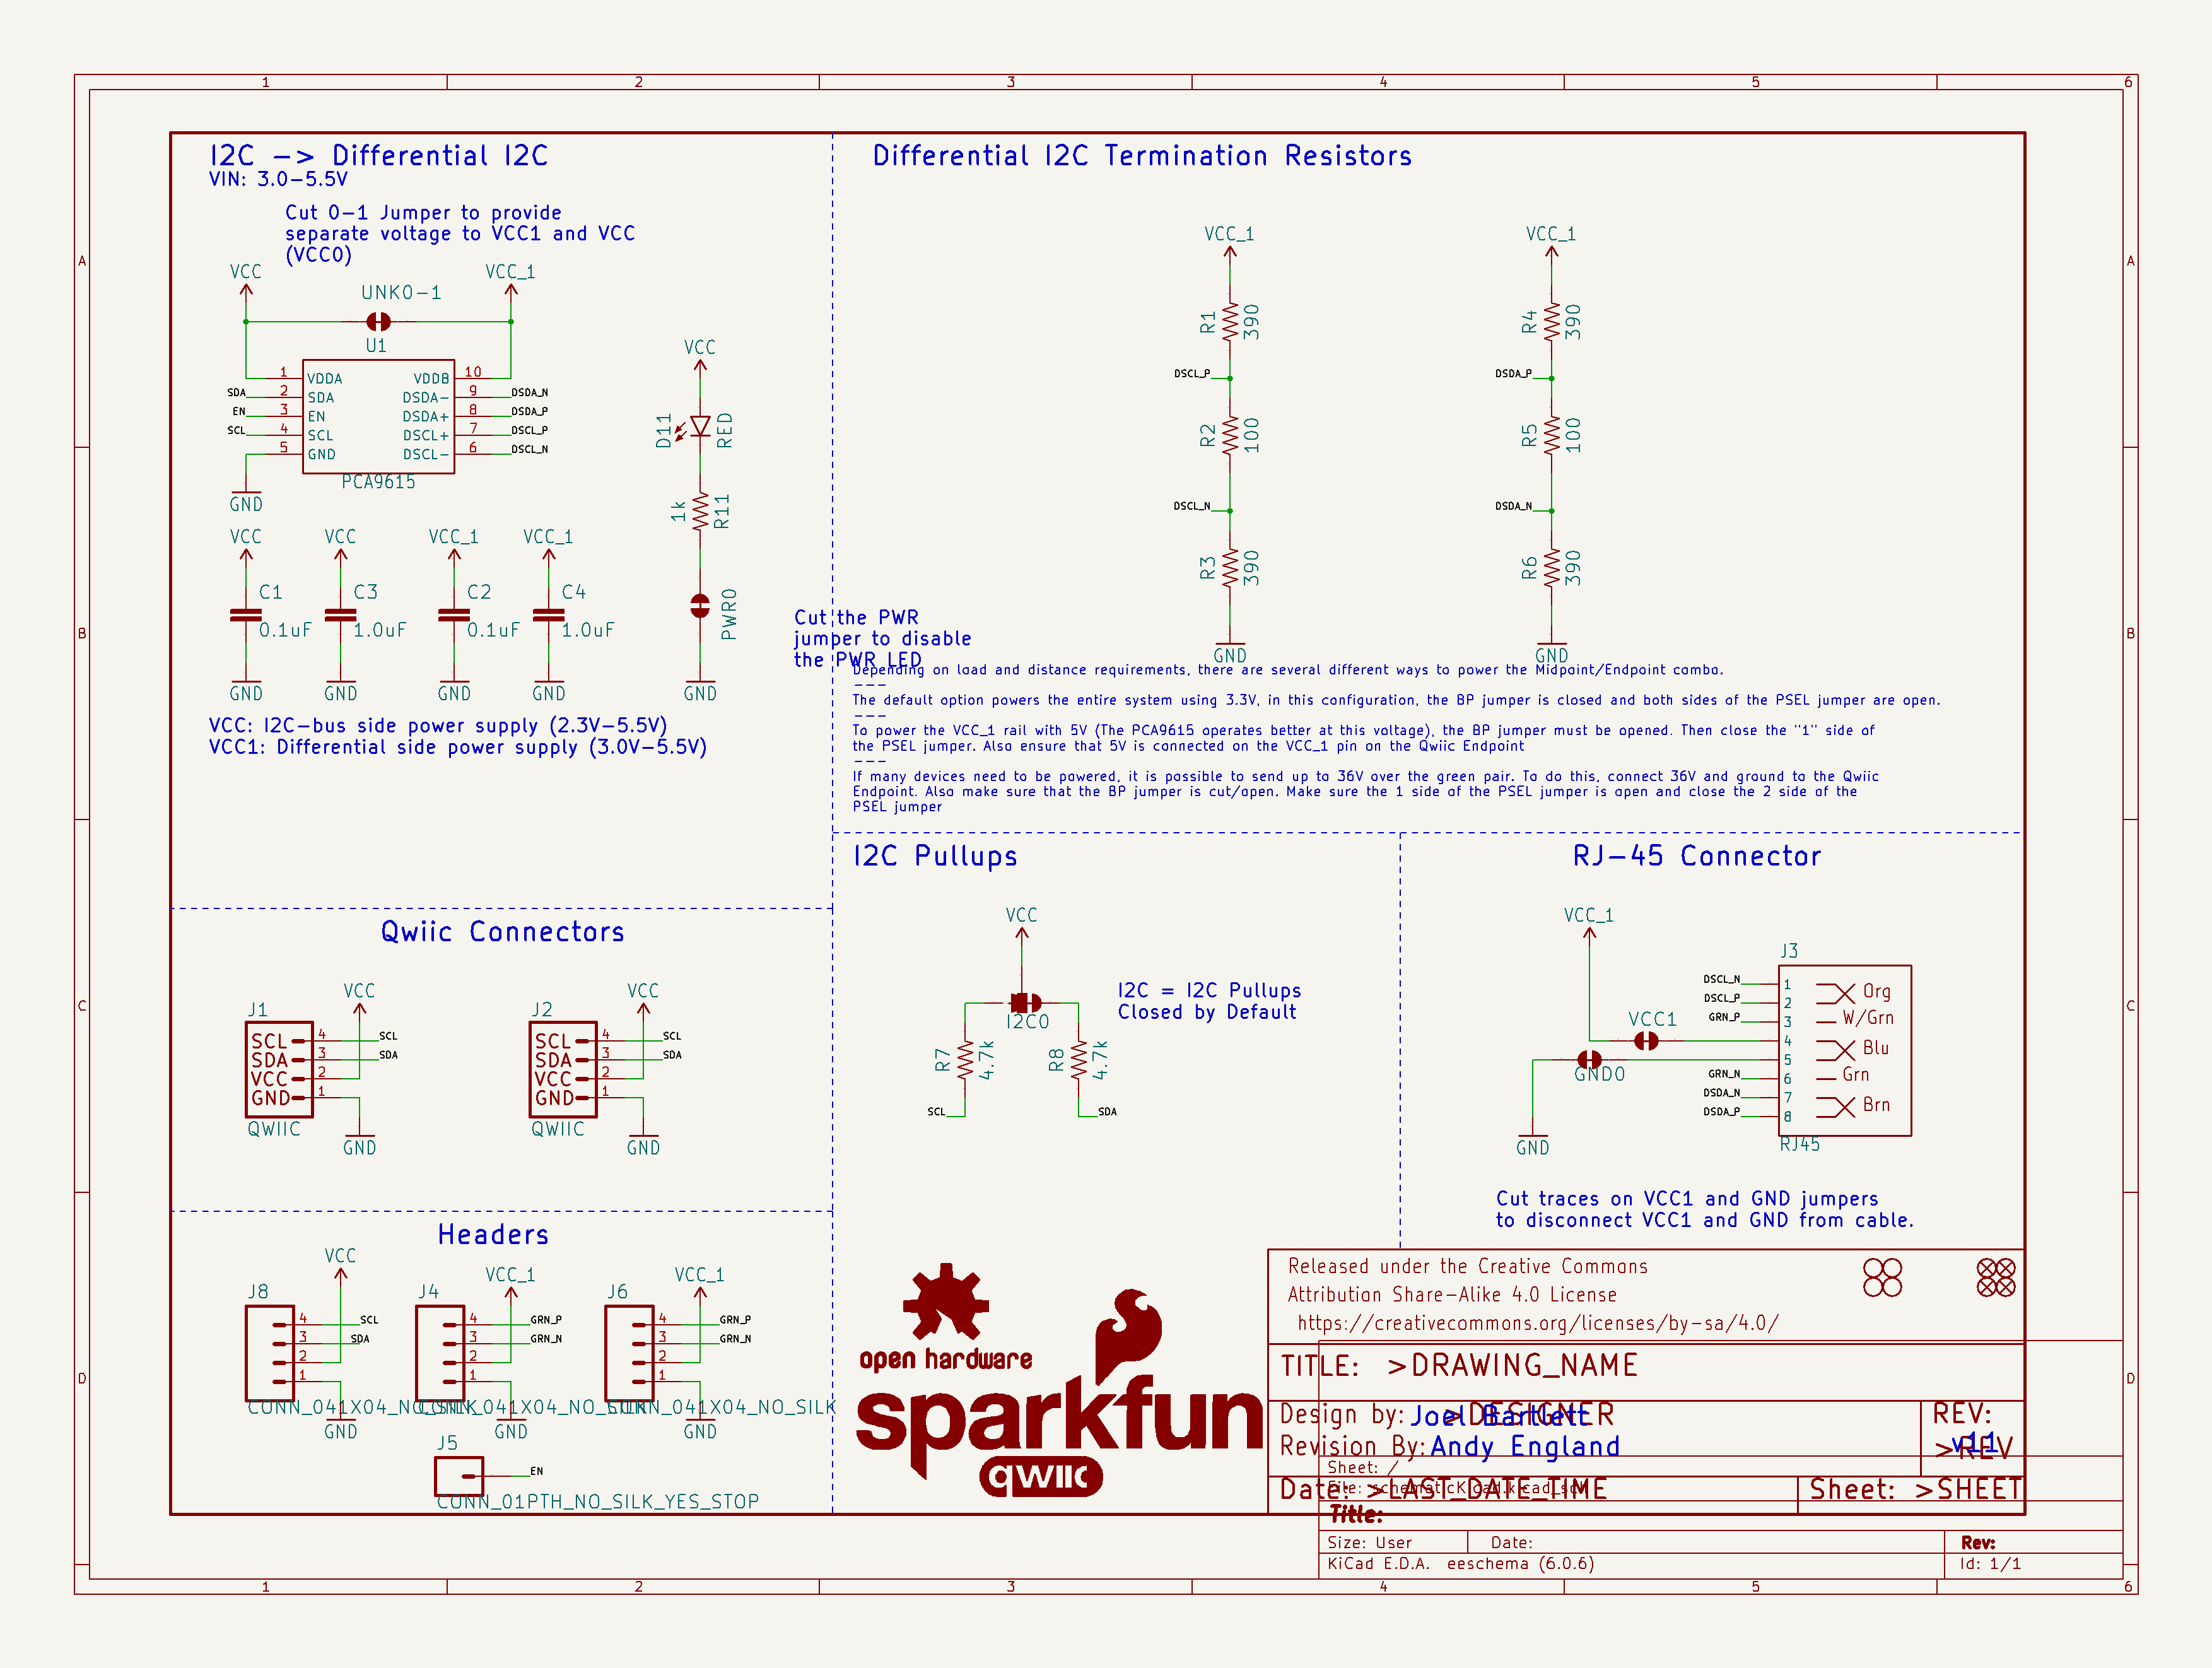 1 2 3 4 5 6
A
B
C
D
A
B
C
D
I2C -> Differential I2C
VIN: 3.0-5.5V
Cut 0-1 Jumper to provide
separate voltage to VCC1 and VCC
(VCC0)
VCC
VCC_1
UNK0-1
U1
1 VDDA
2 SDA
3 EN
4 SCL
5 GND
VDDB 10
DSDA- 9
DSDA+ 8
DSCL+ 7
DSCL- 6
SDA
EN
SCL
DSDA_N
DSDA_P
DSCL_P
DSCL_N
PCA9615
GND
VCC
D11
RED
1k
R11
PWR0
GND
VCC
C1
0.1uF
GND
VCC
C3
1.0uF
GND
VCC_1
C2
0.1uF
GND
VCC_1
C4
1.0uF
GND
Cut the PWR
jumper to disable
the PWR LED
VCC: I2C-bus side power supply (2.3V-5.5V)
VCC1: Differential side power supply (3.0V-5.5V)
Differential I2C Termination Resistors
VCC_1
R1
390
DSCL_P
R2
100
DSCL_N
R3
390
GND
VCC_1
R4
390
DSDA_P
R5
100
DSDA_N
R6
390
GND
Depending on load and distance requirements, there are several different ways to power the Midpoint/Endpoint combo.
---
The default option powers the entire system using 3.3V, in this configuration, the BP jumper is closed and both sides of the PSEL jumper are open.
---
To power the VCC_1 rail with 5V (The PCA9615 operates better at this voltage), the BP jumper must be opened. Then close the "1" side of
the PSEL jumper. Also ensure that 5V is connected on the VCC_1 pin on the Qwiic Endpoint
---
If many devices need to be powered, it is possible to send up to 36V over the green pair. To do this, connect 36V and ground to the Qwiic
Endpoint. Also make sure that the BP jumper is cut/open. Make sure the 1 side of the PSEL jumper is open and close the 2 side of the
PSEL jumper
Qwiic Connectors
J1
VCC
SCL 4 SCL
SDA 3 SDA
VCC 2
GND 1
QWIIC
GND
J2
VCC
SCL 4 SCL
SDA 3 SDA
VCC 2
GND 1
QWIIC
GND
I2C Pullups
VCC
I2C0
I2C = I2C Pullups
Closed by Default
R7
4.7k
R8
4.7k
SCL
SDA
RJ-45 Connector
VCC_1
J3
DSCL_N 1
DSCL_P 2
GRN_P 3
4
5
GRN_N 6
DSDA_N 7
DSDA_P 8
Org
W/Grn
Blu
Grn
Brn
VCC1
GND0
RJ45
GND
Cut traces on VCC1 and GND jumpers
to disconnect VCC1 and GND from cable.
Headers
VCC
J8
4 SCL
3 SDA
2
1
CONN_041X04_NO_SILK
GND
VCC_1
J4
4 GRN_P
3 GRN_N
2
1
CONN_041X04_NO_SILK
GND
VCC_1
J6
4 GRN_P
3 GRN_N
2
1
CONN_041X04_NO_SILK
GND
J5
EN
CONN_01PTH_NO_SILK_YES_STOP
open hardware
sparkfun
qwiic
Released under the Creative Commons
Attribution Share-Alike 4.0 License
https://creativecommons.org/licenses/by-sa/4.0/
TITLE: >DRAWING_NAME
Design by: Joel Bartlett >DESIGNER
REV:
Revision By: Andy England
>REV
v11
Sheet: /
File: schematicKicad.kicad_sch
Date: >LAST_DATE_TIME
Sheet: >SHEET
Title:
Size: User
Date:
Rev:
KiCad E.D.A. eeschema (6.0.6)
Id: 1/1
1 2 3 4 5 6